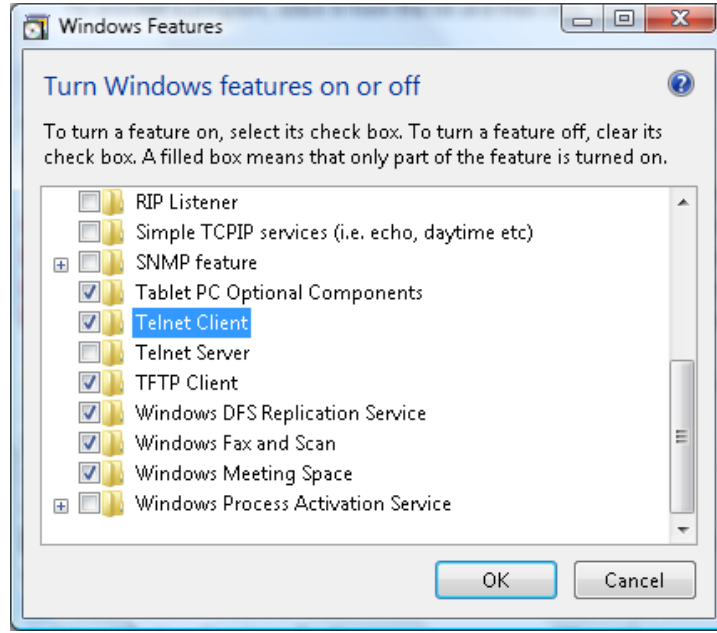 Windows Features
Turn Windows features on or off
To turn a feature on, select its check box. To turn a feature off, clear its
check box. A filled box means that only part of the feature is turned on.
RIP Listener
Simple TCPIP services (i.e. echo, daytime etc)
SNMP feature
Tablet PC Optional Components
Telnet Client
Telnet Server
TFTP Client
Windows DFS Replication Service
Windows Fax and Scan
Windows Meeting Space
Windows Process Activation Service
OK Cancel